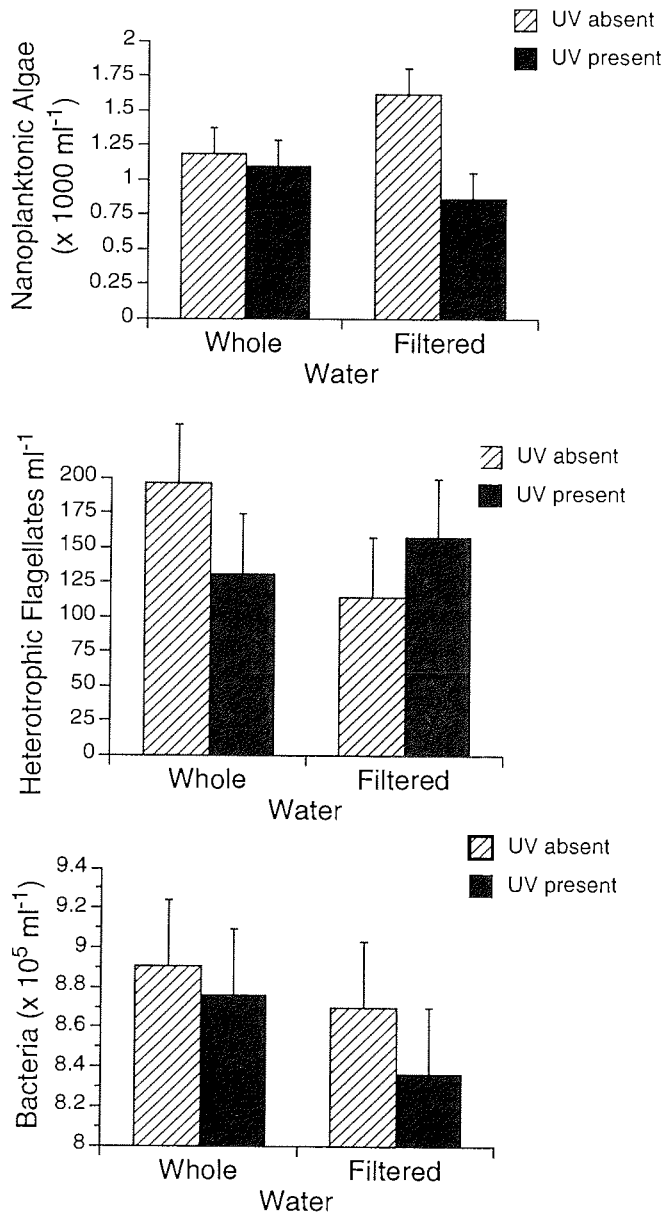 UV absent
UV present
Nanoplanktonic Algae
(x 1000 ml-1)
2
1.75
1.5
1.25
1
0.75
0.5
0.25
0
Whole Filtered
Water
UV absent
UV present
Heterotrophic Flagellates ml-1
200
175
150
125
100
75
50
25
0
Whole Filtered
Water
UV absent
UV present
Bacteria (x 10⁵ ml-1)
9.4
9.2
9
8.8
8.6
8.4
8.2
8
Whole Filtered
Water